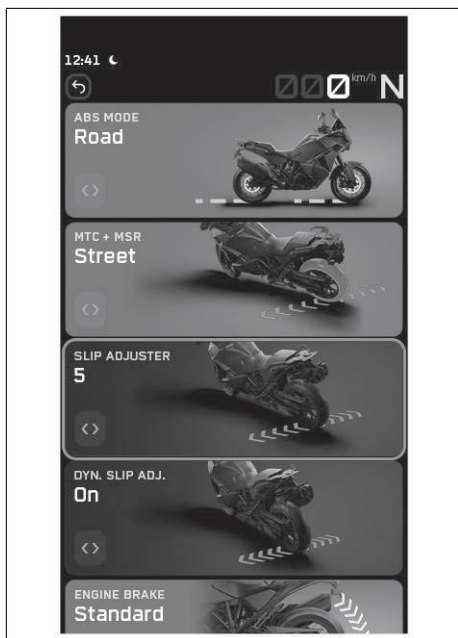 12:41
000 km/h N
ABS MODE
Road
MTC + MSR
Street
SLIP ADJUSTER
5
DYN. SLIP ADJ.
On
ENGINE BRAKE
Standard